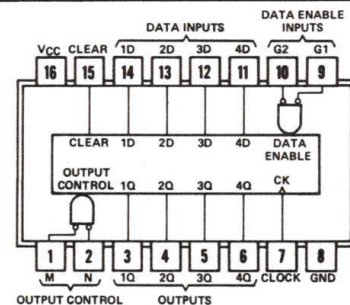 DATA INPUTS
DATA ENABLE
INPUTS
VCC CLEAR 1D 2D 3D 4D G2 G1
16 15 14 13 12 11 10 9
CLEAR 1D 2D 3D 4D DATA
ENABLE
OUTPUT
CONTROL 1Q 2Q 3Q 4Q CK
1 2 3 4 5 6 7 8
M N 1Q 2Q 3Q 4Q CLOCK GND
OUTPUT CONTROL OUTPUTS